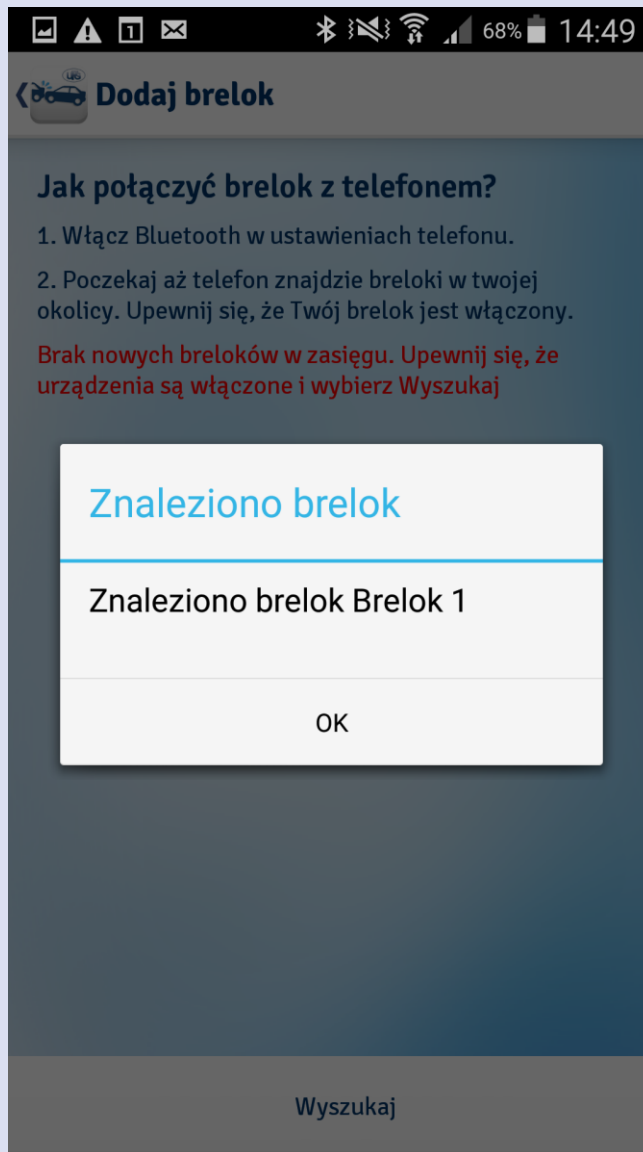 68% 14:49
Dodaj brelok
Jak połączyć brelok z telefonem?
1. Włącz Bluetooth w ustawieniach telefonu.
2. Poczekaj aż telefon znajdzie breloki w twojej
okolicy. Upewnij się, że Twój brelok jest włączony.
Brak nowych breloków w zasięgu. Upewnij się, że
urządzenia są włączone i wybierz Wyszukaj
Znaleziono brelok
Znaleziono brelok Brelok 1
OK
Wyszukaj